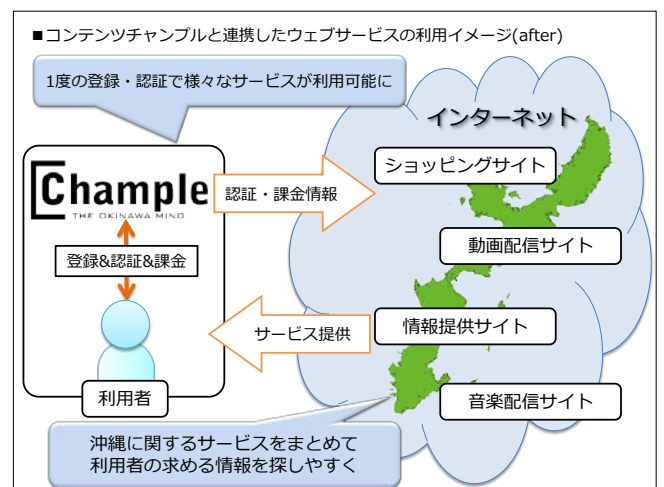 ■コンテンツチャンプルと連携したウェブサービスの利用イメージ(after)
1度の登録・認証で様々なサービスが利用可能に
インターネット
ショッピングサイト
Chample
THE OKINAWA MIND
認証・課金情報
動画配信サイト
登録&認証&課金
サービス提供
情報提供サイト
利用者
音楽配信サイト
沖縄に関するサービスをまとめて
利用者の求める情報を探しやすく